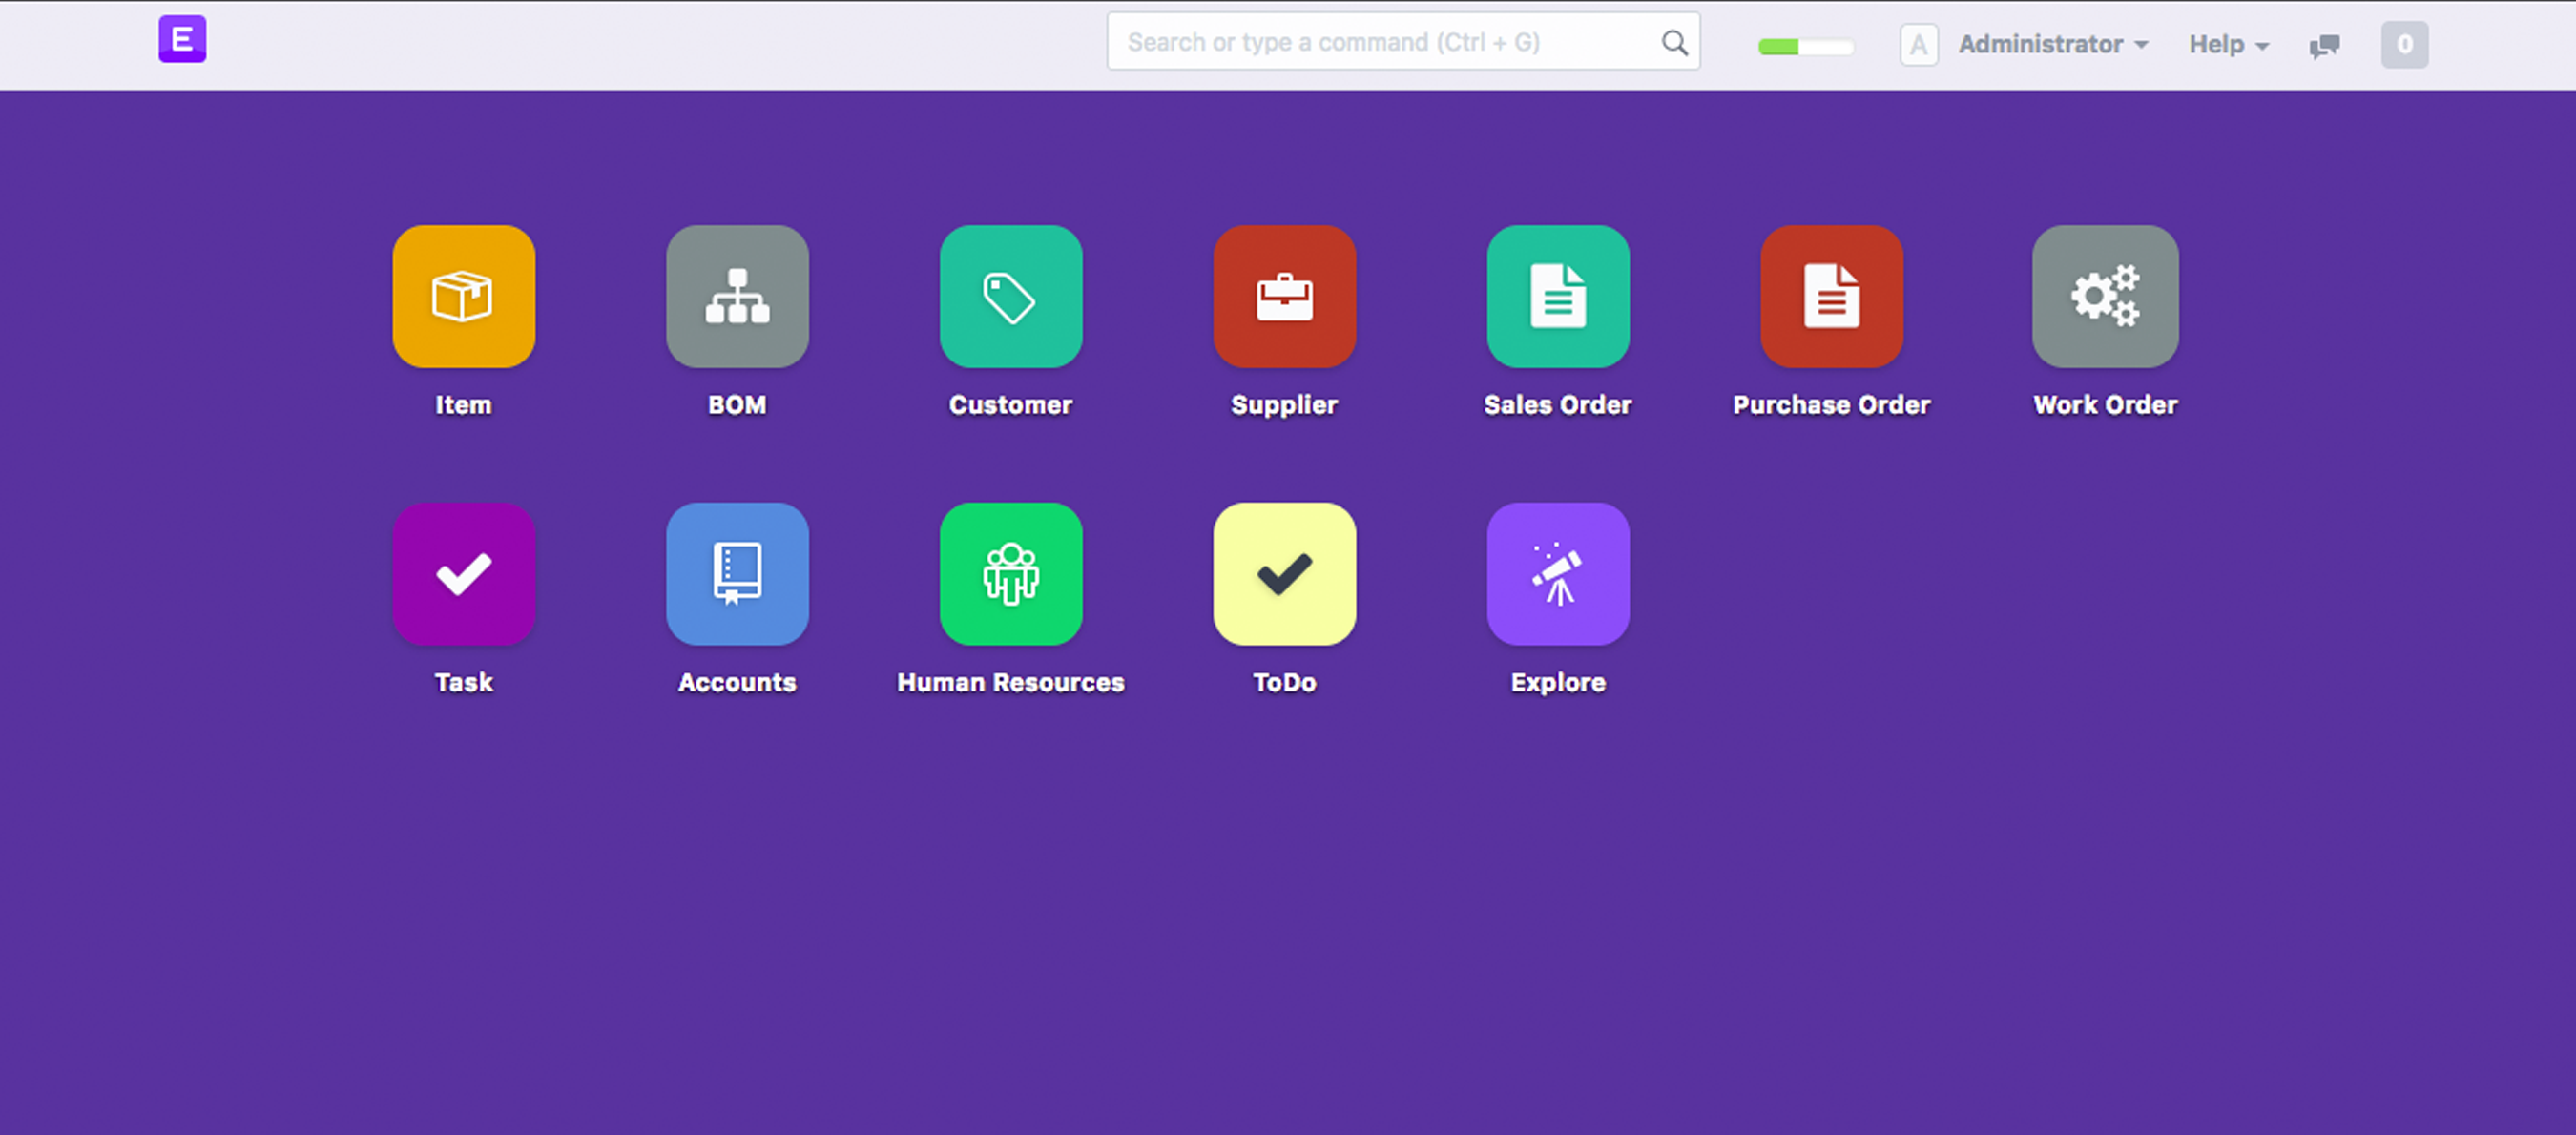 E
Search or type a command (Ctrl + G)
A Administrator Help 0
Item BOM Customer Supplier Sales Order Purchase Order Work Order
Task Accounts Human Resources ToDo Explore